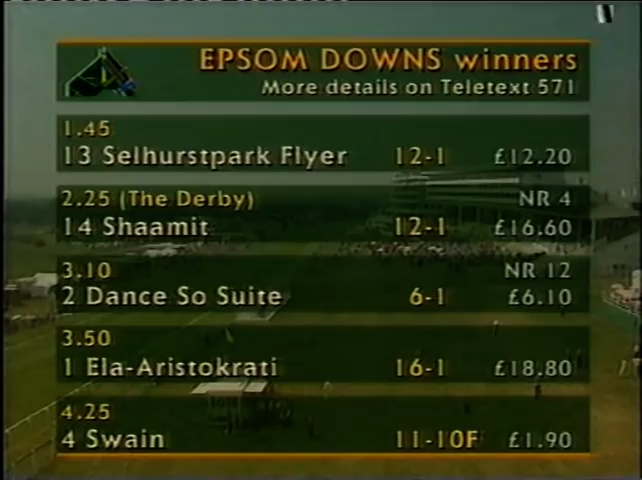 EPSOM DOWNS winners
More details on Teletext 571
1.45
13 Selhurstpark Flyer 12-1 £12.20
2.25 (The Derby) NR 4
14 Shaamit 12-1 £16.60
3.10 NR 12
2 Dance So Suite 6-1 £6.10
3.50
1 Ela-Aristokrati 16-1 £18.80
4.25
4 Swain 11-10F £1.90